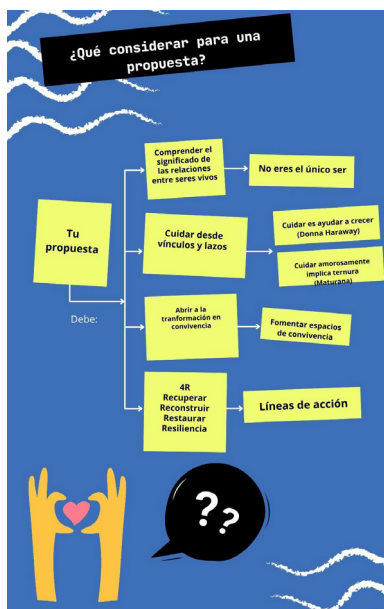 ¿Qué considerar para una
propuesta?
Comprender el
significado de
las relaciones
entre seres vivos
No eres el único ser
Tu
propuesta
Debe:
Cuidar desde
vínculos y lazos
Cuidar es ayudar a crecer
(Donna Haraway)
Cuidar amorosamente
implica ternura
(Maturana)
Abrir a la
tranformación en
convivencia
Fomentar espacios
de convivencia
4R
Recuperar
Reconstruir
Restaurar
Resiliencia
Líneas de acción
??